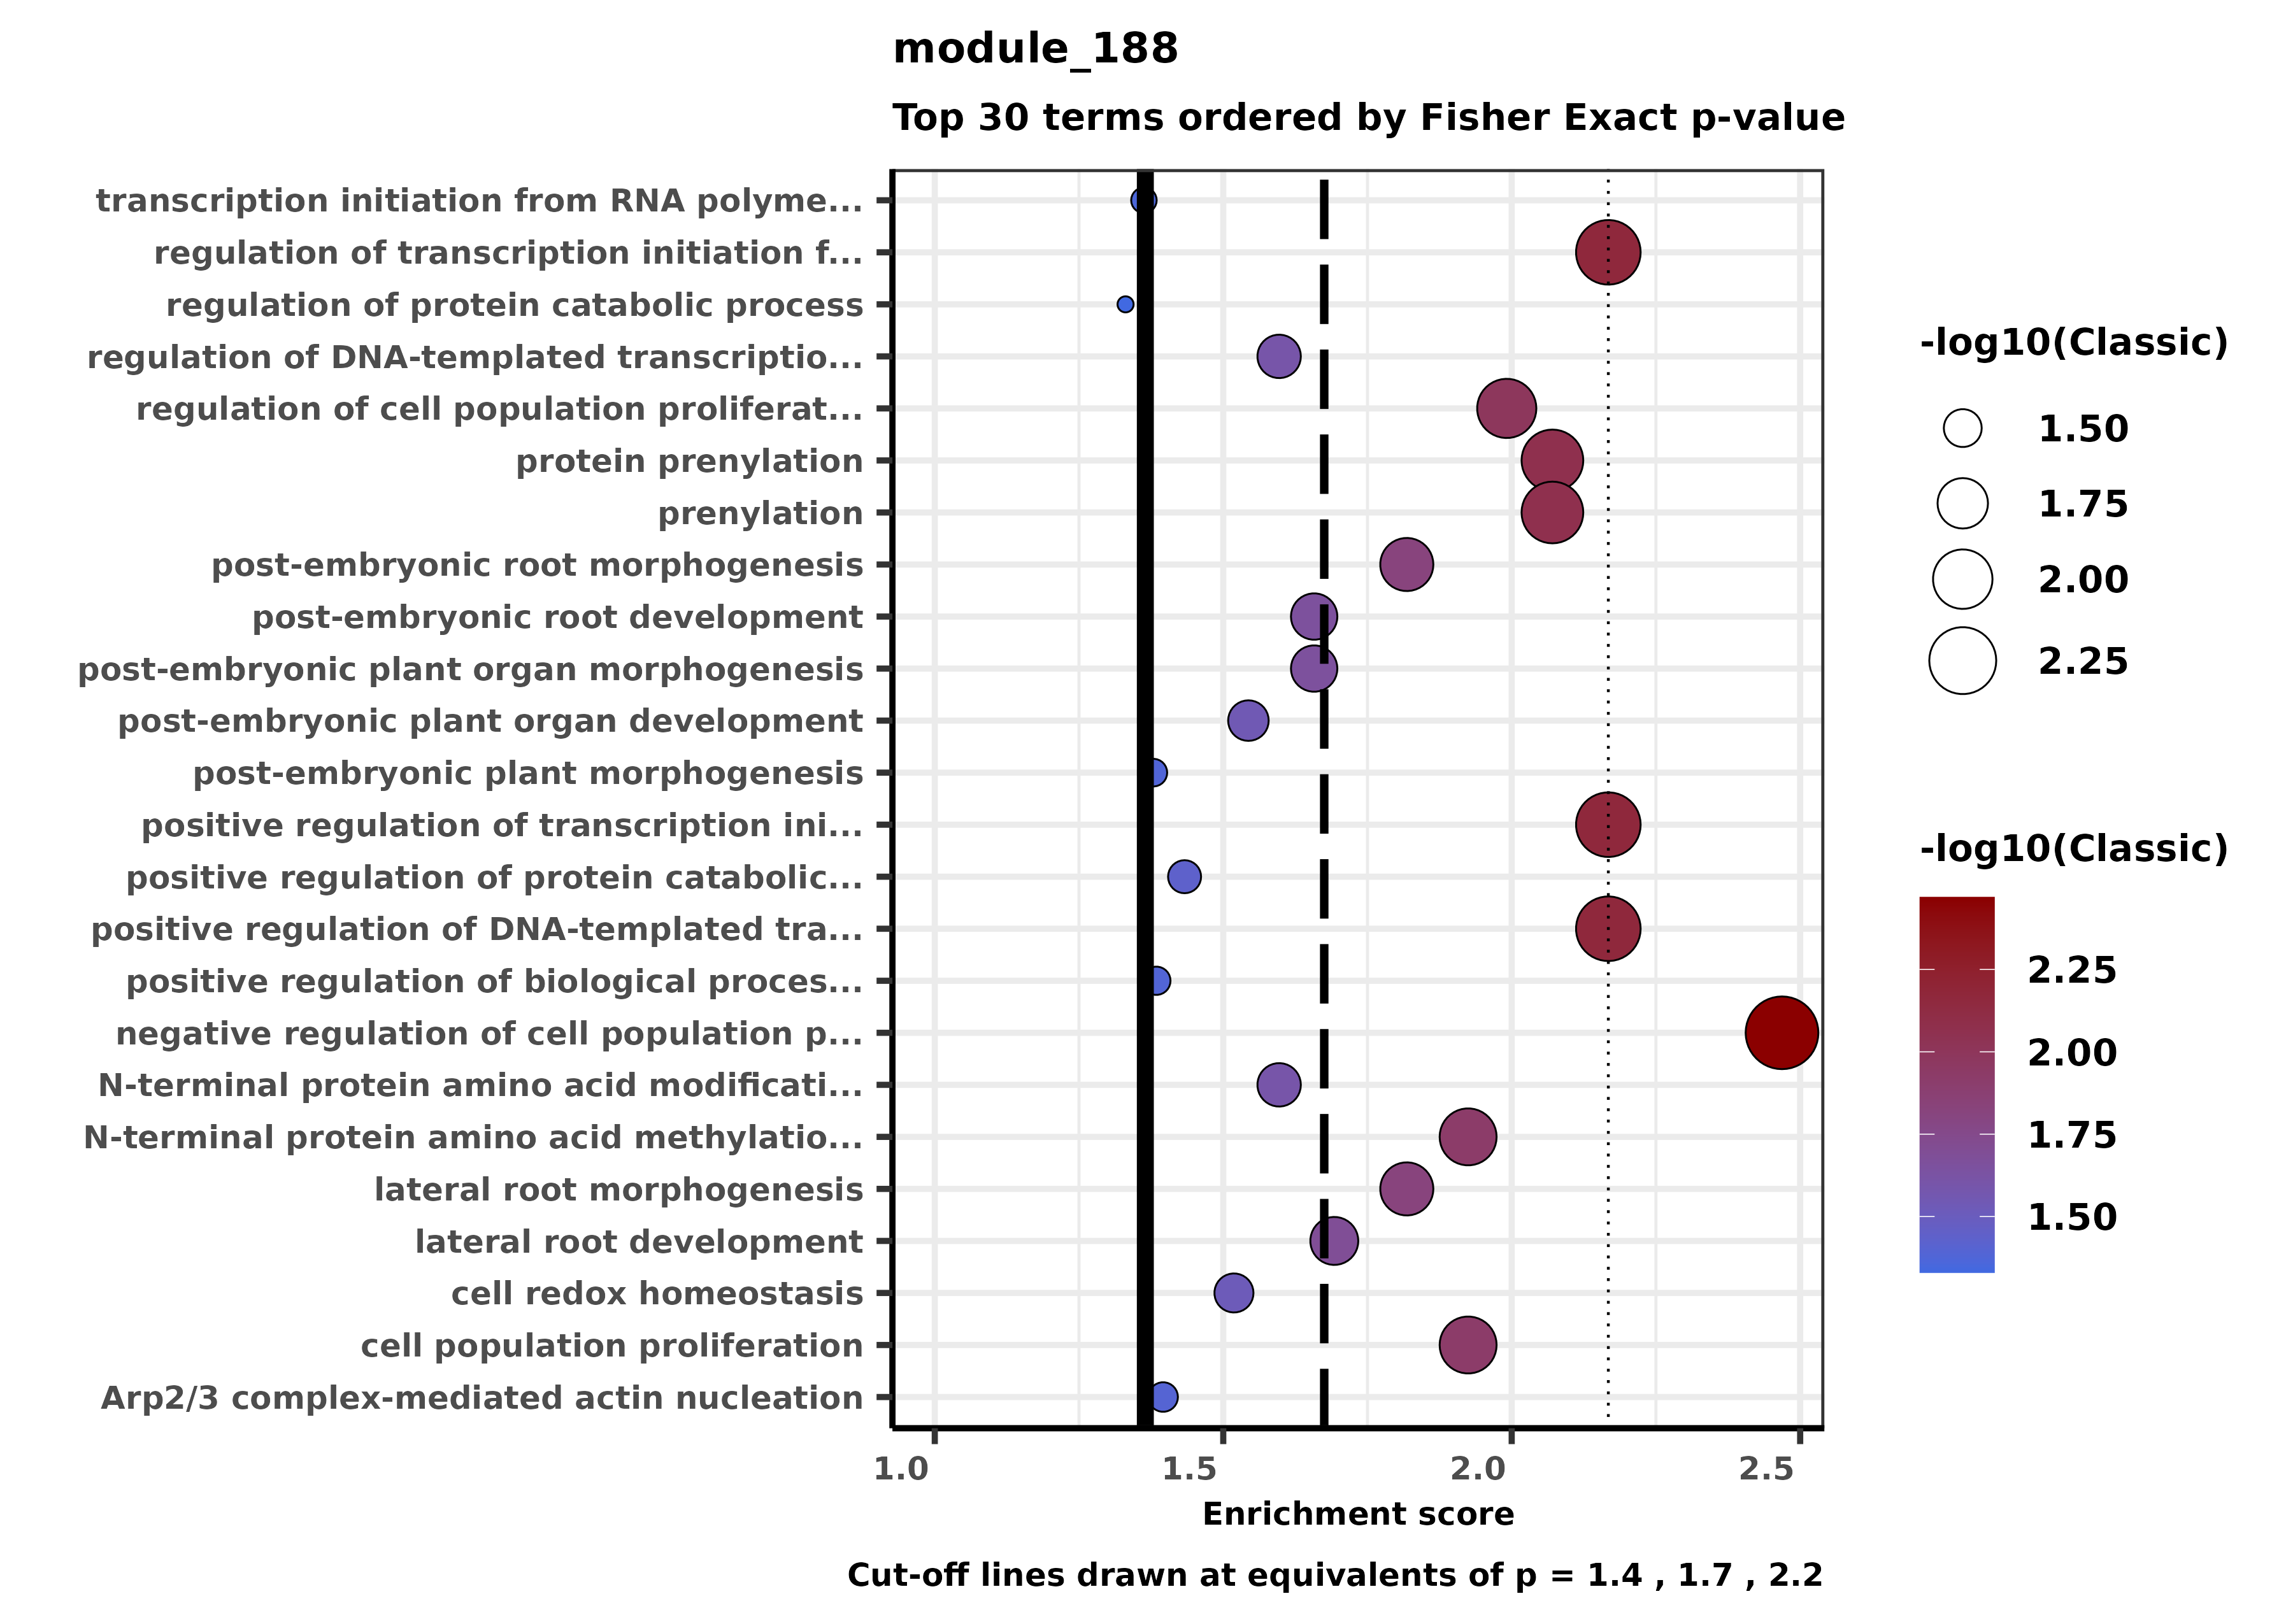 module_188
Top 30 terms ordered by Fisher Exact p-value
transcription initiation from RNA polyme...
regulation of transcription initiation f...
regulation of protein catabolic process
regulation of DNA-templated transcriptio...
regulation of cell population proliferat...
protein prenylation
prenylation
post-embryonic root morphogenesis
post-embryonic root development
post-embryonic plant organ morphogenesis
post-embryonic plant organ development
post-embryonic plant morphogenesis
positive regulation of transcription ini...
positive regulation of protein catabolic...
positive regulation of DNA-templated tra...
positive regulation of biological proces...
negative regulation of cell population p...
N-terminal protein amino acid modificati...
N-terminal protein amino acid methylatio...
lateral root morphogenesis
lateral root development
cell redox homeostasis
cell population proliferation
Arp2/3 complex-mediated actin nucleation
1.0 1.5 2.0 2.5
Enrichment score
Cut-off lines drawn at equivalents of p = 1.4 , 1.7 , 2.2
-log10(Classic)
1.50
1.75
2.00
2.25
-log10(Classic)
2.25
2.00
1.75
1.50